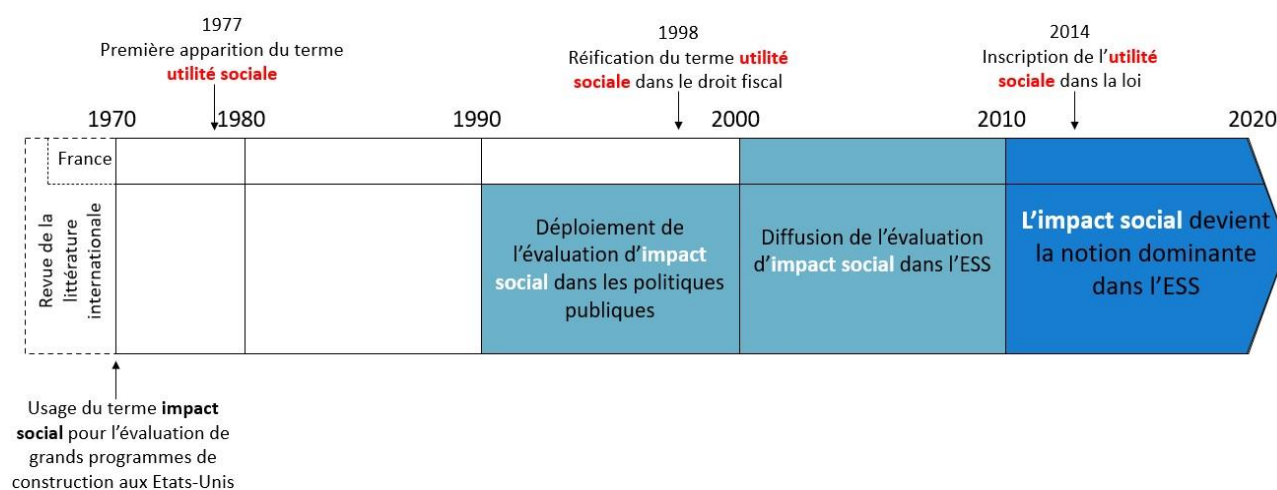 1977
Première apparition du terme
utilité sociale
1998
Réification du terme utilité
sociale dans le droit fiscal
2014
Inscription de l'utilité
sociale dans la loi
1970
1980
1990
2000
2010
2020
France
Revue de la
littérature
internationale
Déploiement de
l'évaluation d'impact
social dans les politiques
publiques
Diffusion de l'évaluation
d'impact social dans l'ESS
L'impact social devient
la notion dominante
dans l'ESS
Usage du terme impact
social pour l'évaluation de
grands programmes de
construction aux Etats-Unis